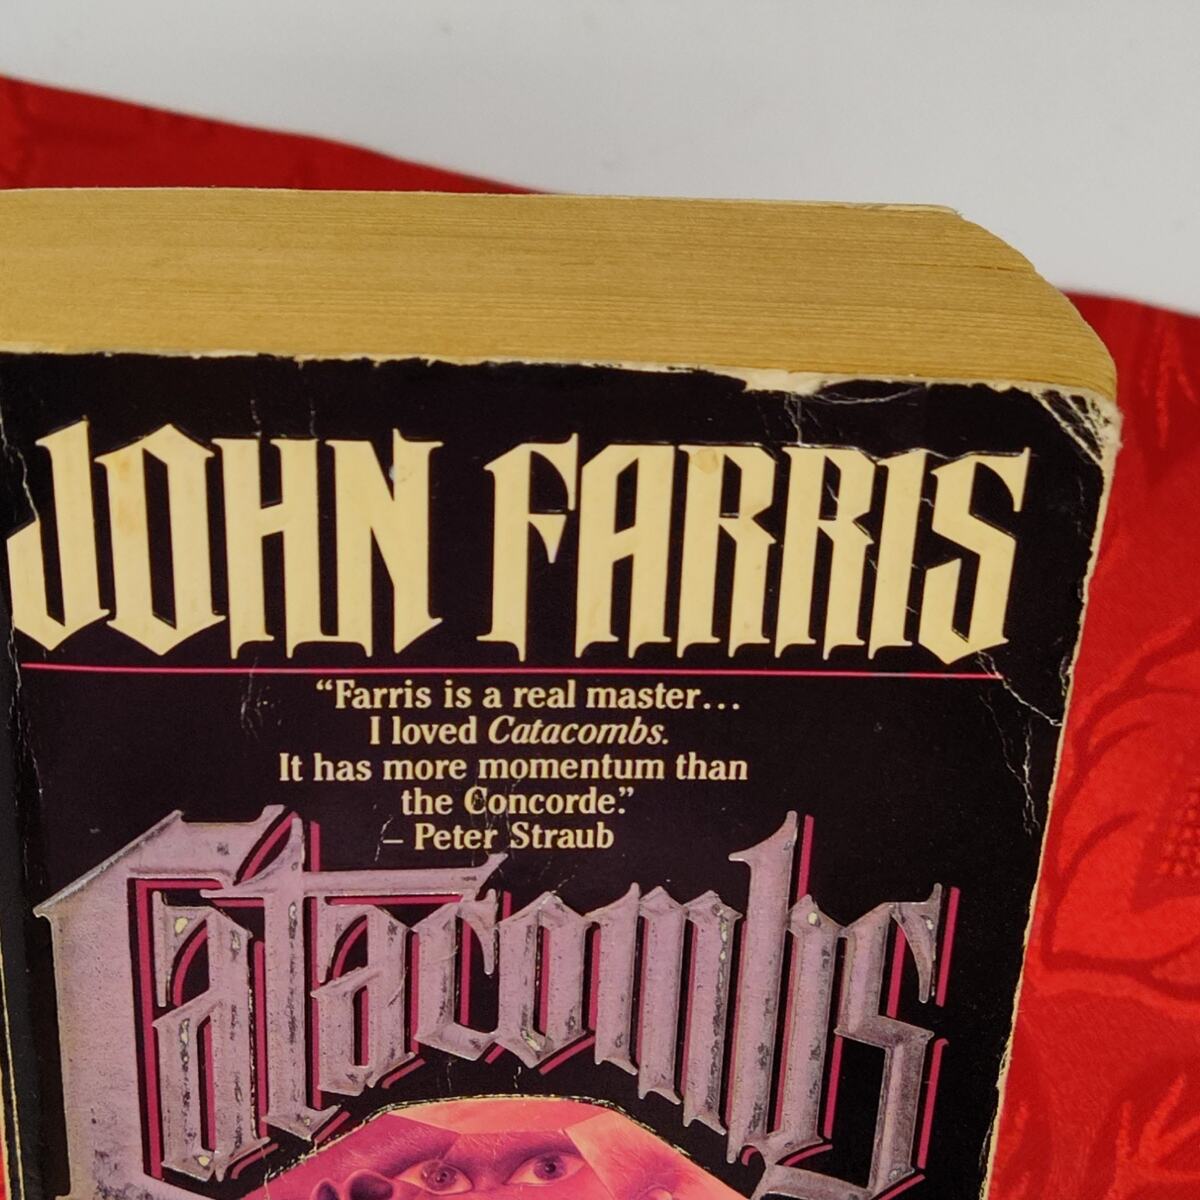 JOHN FARRIS
“Farris is a real master...
I loved Catacombs.
It has more momentum than
the Concorde.”
– Peter Straub
Catacombs